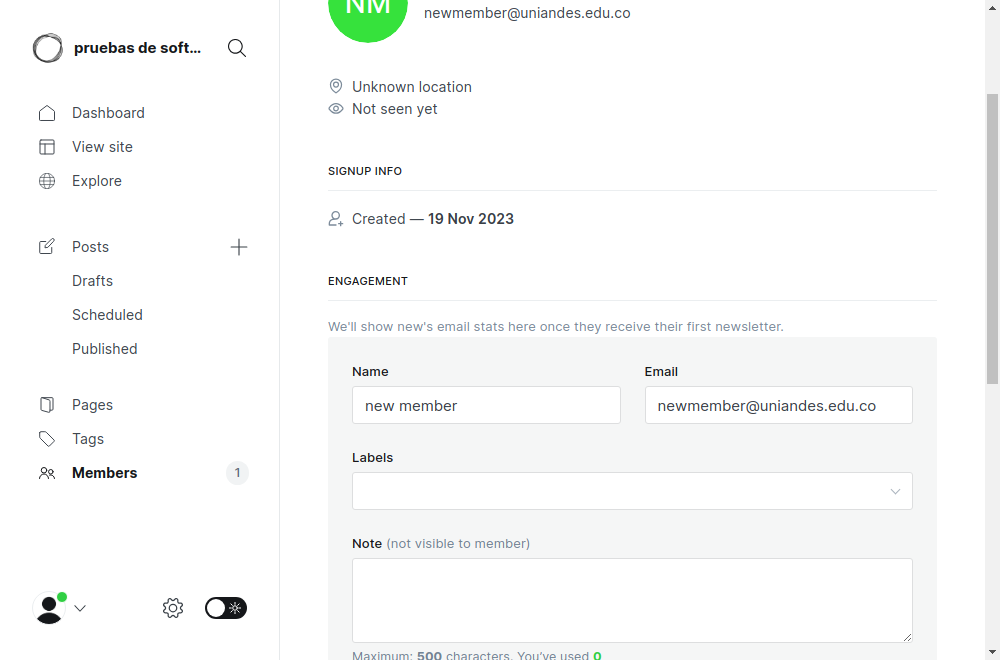 pruebas de soft...
Dashboard
View site
Explore
Posts
Drafts
Scheduled
Published
Pages
Tags
Members 1
NM
newmember@uniandes.edu.co
Unknown location
Not seen yet
SIGNUP INFO
Created — 19 Nov 2023
ENGAGEMENT
We'll show new's email stats here once they receive their first newsletter.
Name Email
new member newmember@uniandes.edu.co
Labels
Note (not visible to member)
Maximum: 500 characters. You've used 0